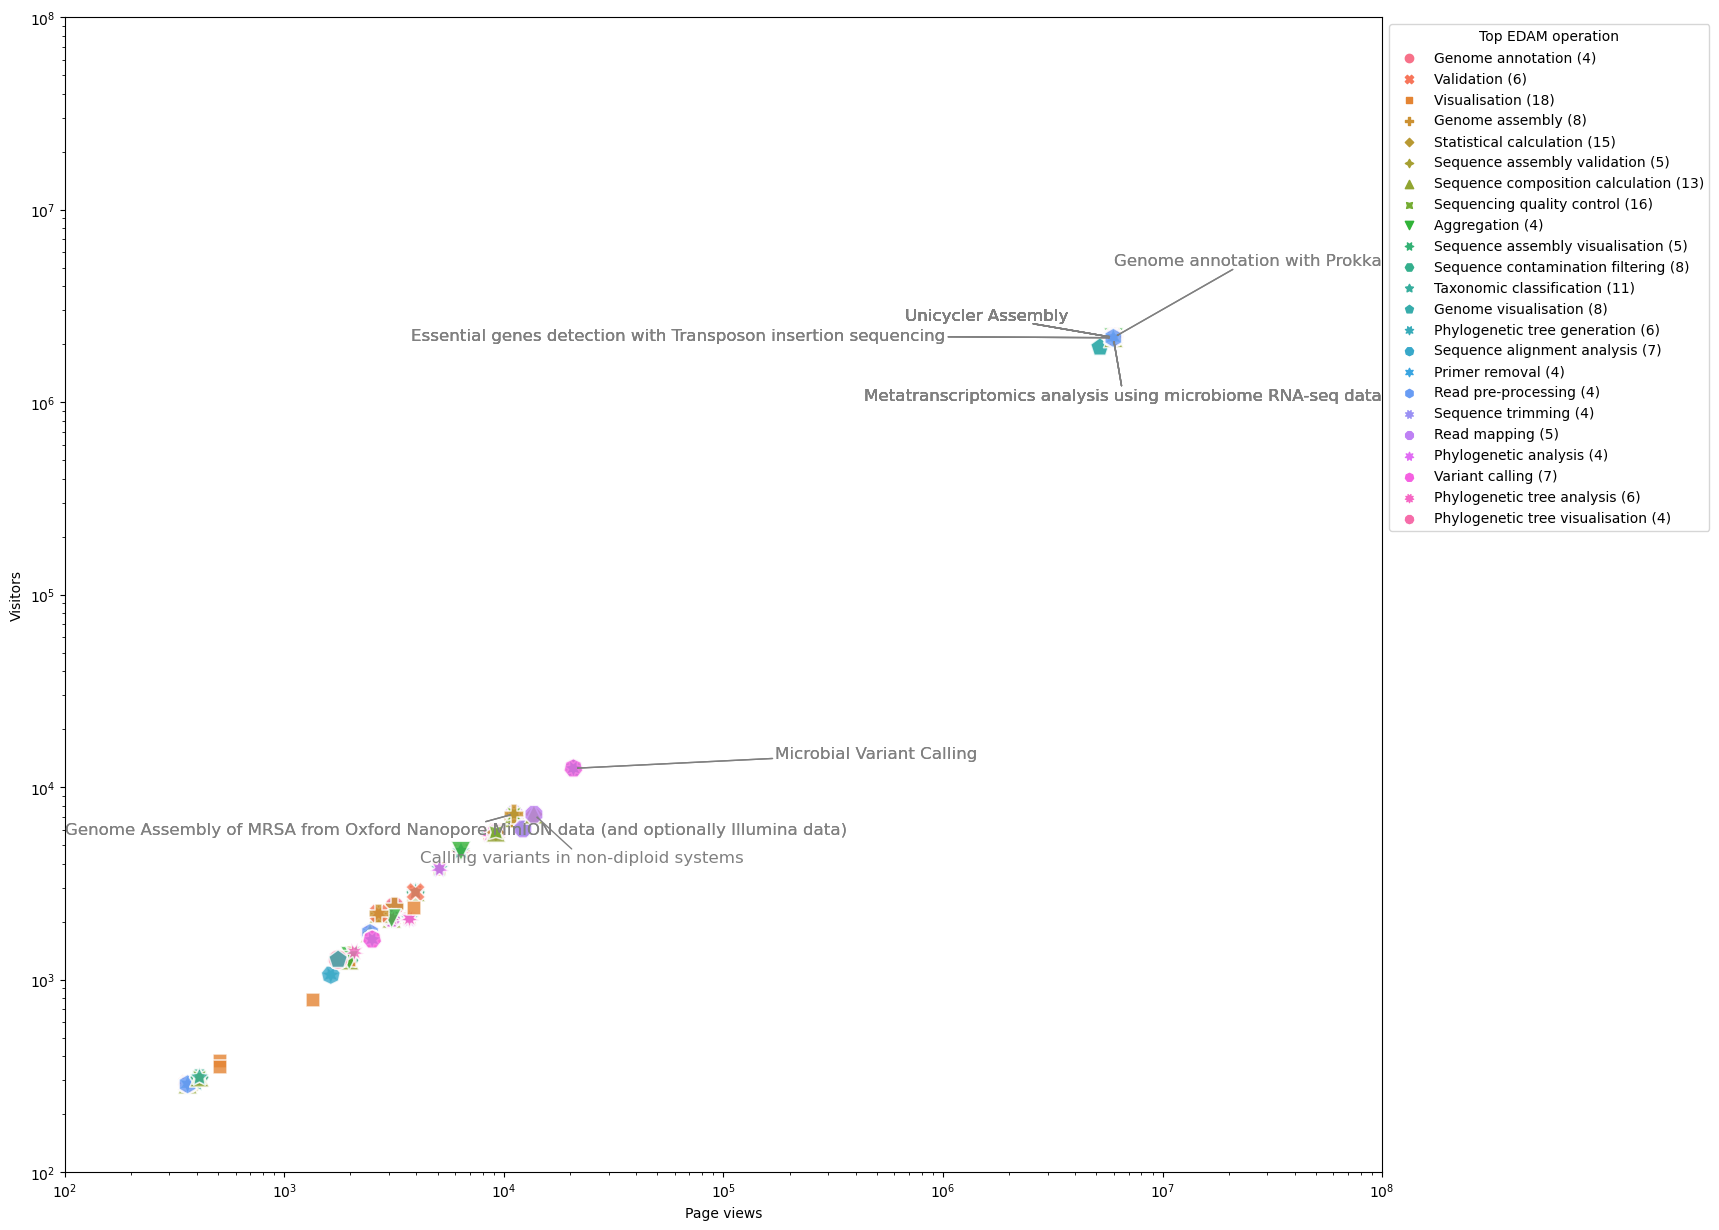 10^8
10^7
10^6
10^5
10^4
10^3
10^2
Visitors
Genome annotation with Prokka
Unicycler Assembly
Essential genes detection with Transposon insertion sequencing
Metatranscriptomics analysis using microbiome RNA-seq data
Microbial Variant Calling
Genome Assembly of MRSA from Oxford Nanopore MinION data (and optionally Illumina data)
Calling variants in non-diploid systems
10^2 10^3 10^4 10^5 10^6 10^7 10^8
Page views
Top EDAM operation
Genome annotation (4)
Validation (6)
Visualisation (18)
Genome assembly (8)
Statistical calculation (15)
Sequence assembly validation (5)
Sequence composition calculation (13)
Sequencing quality control (16)
Aggregation (4)
Sequence assembly visualisation (5)
Sequence contamination filtering (8)
Taxonomic classification (11)
Genome visualisation (8)
Phylogenetic tree generation (6)
Sequence alignment analysis (7)
Primer removal (4)
Read pre-processing (4)
Sequence trimming (4)
Read mapping (5)
Phylogenetic analysis (4)
Variant calling (7)
Phylogenetic tree analysis (6)
Phylogenetic tree visualisation (4)